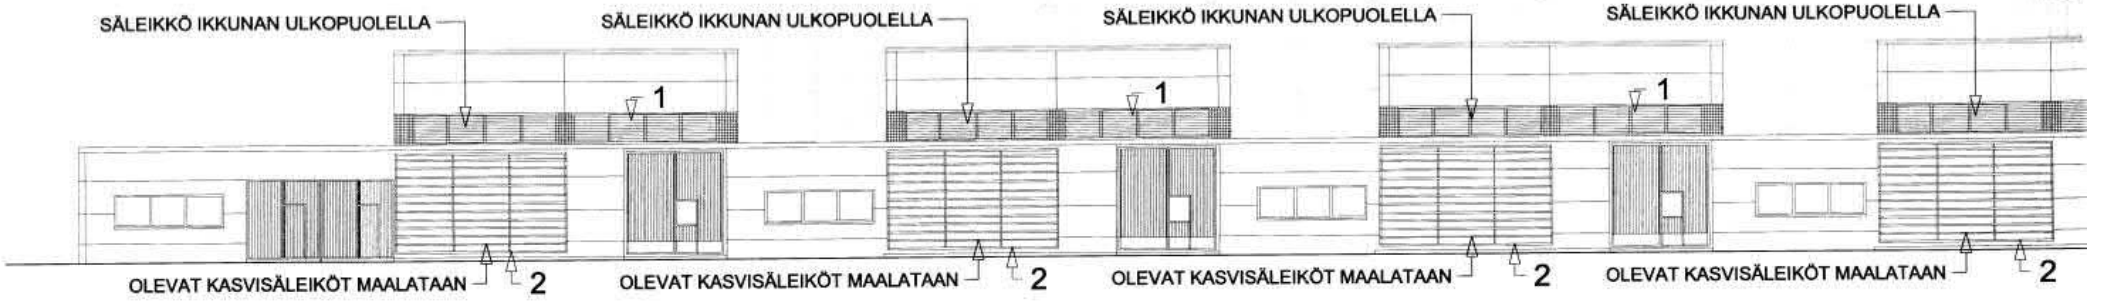 SÄLEIKKÖ IKKUNAN ULKOPUOLELLA
SÄLEIKKÖ IKKUNAN ULKOPUOLELLA
SÄLEIKKÖ IKKUNAN ULKOPUOLELLA
SÄLEIKKÖ IKKUNAN ULKOPUOLELLA
1
1
1
OLEVAT KASVISÄLEIKÖT MAALATAAN
2
OLEVAT KASVISÄLEIKÖT MAALATAAN
2
OLEVAT KASVISÄLEIKÖT MAALATAAN
2
OLEVAT KASVISÄLEIKÖT MAALATAAN
2